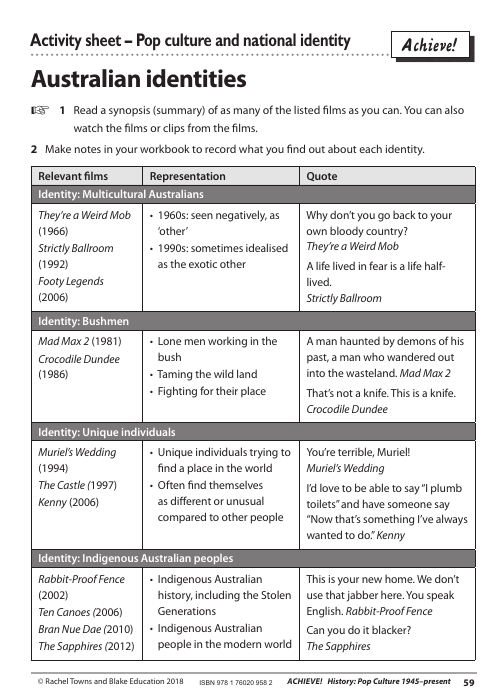 Activity sheet – Pop culture and national identity
Achieve!
Australian identities
1 Read a synopsis (summary) of as many of the listed films as you can. You can also
watch the films or clips from the films.
2 Make notes in your workbook to record what you find out about each identity.
Relevant films
Representation
Quote
Identity: Multicultural Australians
They're a Weird Mob
(1966)
Strictly Ballroom
(1992)
Footy Legends
(2006)
• 1960s: seen negatively, as
'other'
• 1990s: sometimes idealised
as the exotic other
Why don't you go back to your
own bloody country?
They're a Weird Mob
A life lived in fear is a life half-
lived.
Strictly Ballroom
Identity: Bushmen
Mad Max 2 (1981)
Crocodile Dundee
(1986)
• Lone men working in the
bush
• Taming the wild land
• Fighting for their place
A man haunted by demons of his
past, a man who wandered out
into the wasteland. Mad Max 2
That's not a knife. This is a knife.
Crocodile Dundee
Identity: Unique individuals
Muriel's Wedding
(1994)
The Castle (1997)
Kenny (2006)
• Unique individuals trying to
find a place in the world
• Often find themselves
as different or unusual
compared to other people
You're terrible, Muriel!
Muriel's Wedding
I'd love to be able to say "I plumb
toilets" and have someone say
"Now that's something I've always
wanted to do." Kenny
Identity: Indigenous Australian peoples
Rabbit-Proof Fence
(2002)
Ten Canoes (2006)
Bran Nue Dae (2010)
The Sapphires (2012)
• Indigenous Australian
history, including the Stolen
Generations
• Indigenous Australian
people in the modern world
This is your new home. We don't
use that jabber here. You speak
English. Rabbit-Proof Fence
Can you do it blacker?
The Sapphires
© Rachel Towns and Blake Education 2018 ISBN 978 1 76020 958 2 ACHIEVE! History: Pop Culture 1945–present 59